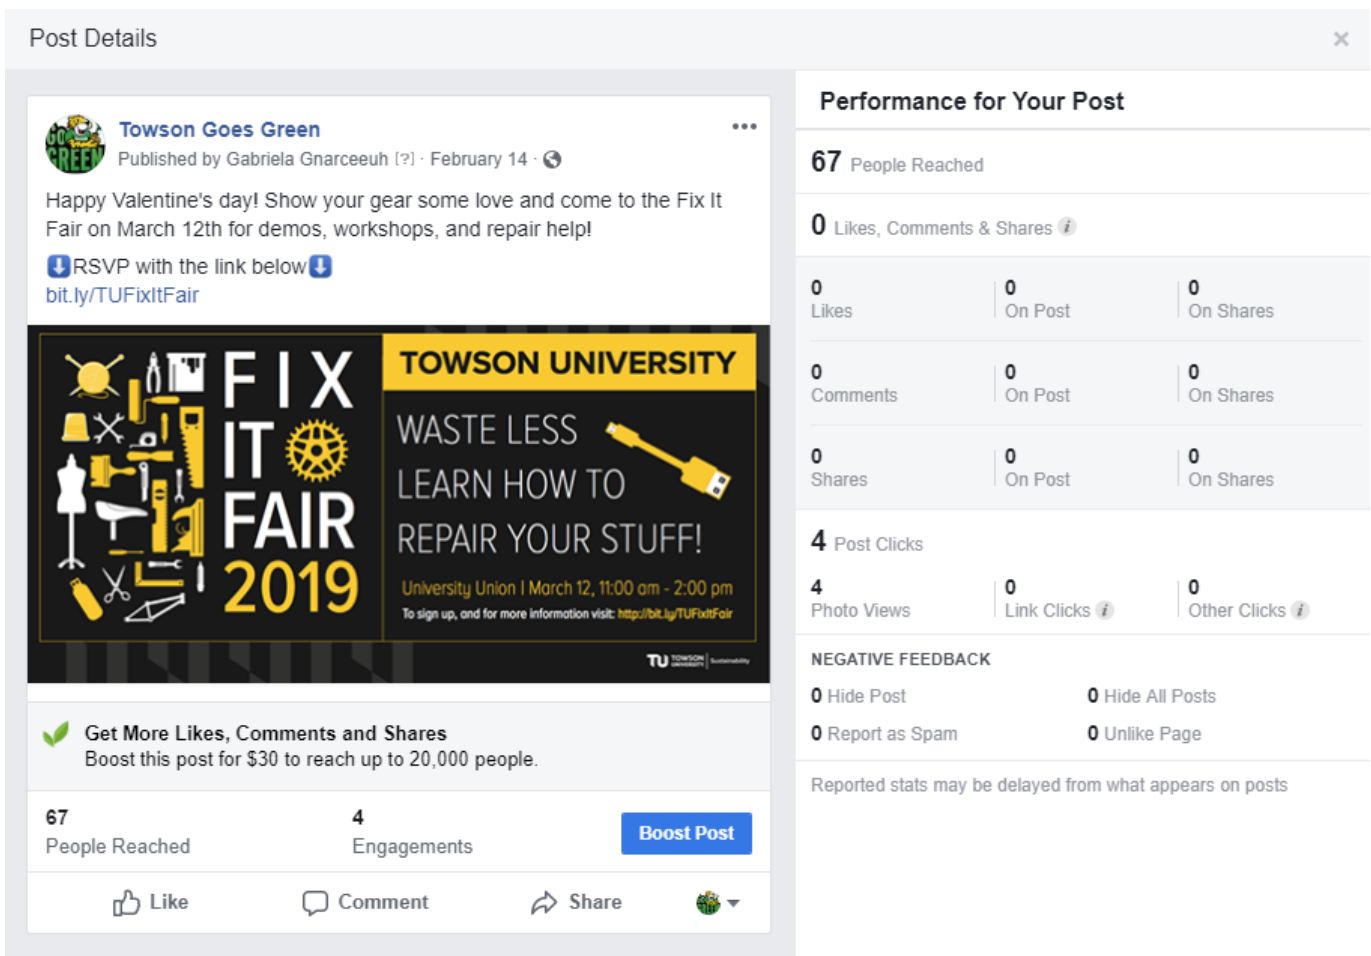 Post Details
Towson Goes Green
Published by Gabriela Gnarceeuh [?] · February 14 ·
Happy Valentine's day! Show your gear some love and come to the Fix It
Fair on March 12th for demos, workshops, and repair help!
⬇RSVP with the link below⬇
bit.ly/TUFixItFair
GO
GREEN
FIX
IT
FAIR
2019
TOWSON UNIVERSITY
WASTE LESS
LEARN HOW TO
REPAIR YOUR STUFF!
University Union | March 12, 11:00 am - 2:00 pm
To sign up, and for more information visit: http://bit.ly/TUFixItFair
TU TOWSON UNIVERSITY | Sustainability
Get More Likes, Comments and Shares
Boost this post for $30 to reach up to 20,000 people.
67
People Reached
4
Engagements
Boost Post
Like
Comment
Share
Performance for Your Post
67 People Reached
0 Likes, Comments & Shares i
0 0 0
Likes On Post On Shares
0 0 0
Comments On Post On Shares
0 0 0
Shares On Post On Shares
4 Post Clicks
4 0 0
Photo Views Link Clicks i Other Clicks i
NEGATIVE FEEDBACK
0 Hide Post 0 Hide All Posts
0 Report as Spam 0 Unlike Page
Reported stats may be delayed from what appears on posts